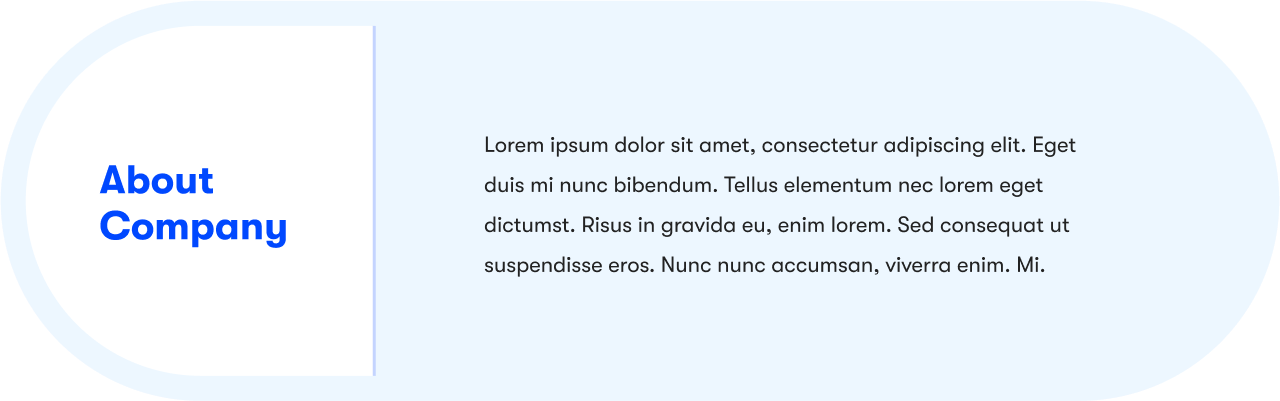 About
Company
Lorem ipsum dolor sit amet, consectetur adipiscing elit. Eget
duis mi nunc bibendum. Tellus elementum nec lorem eget
dictumst. Risus in gravida eu, enim lorem. Sed consequat ut
suspendisse eros. Nunc nunc accumsan, viverra enim. Mi.